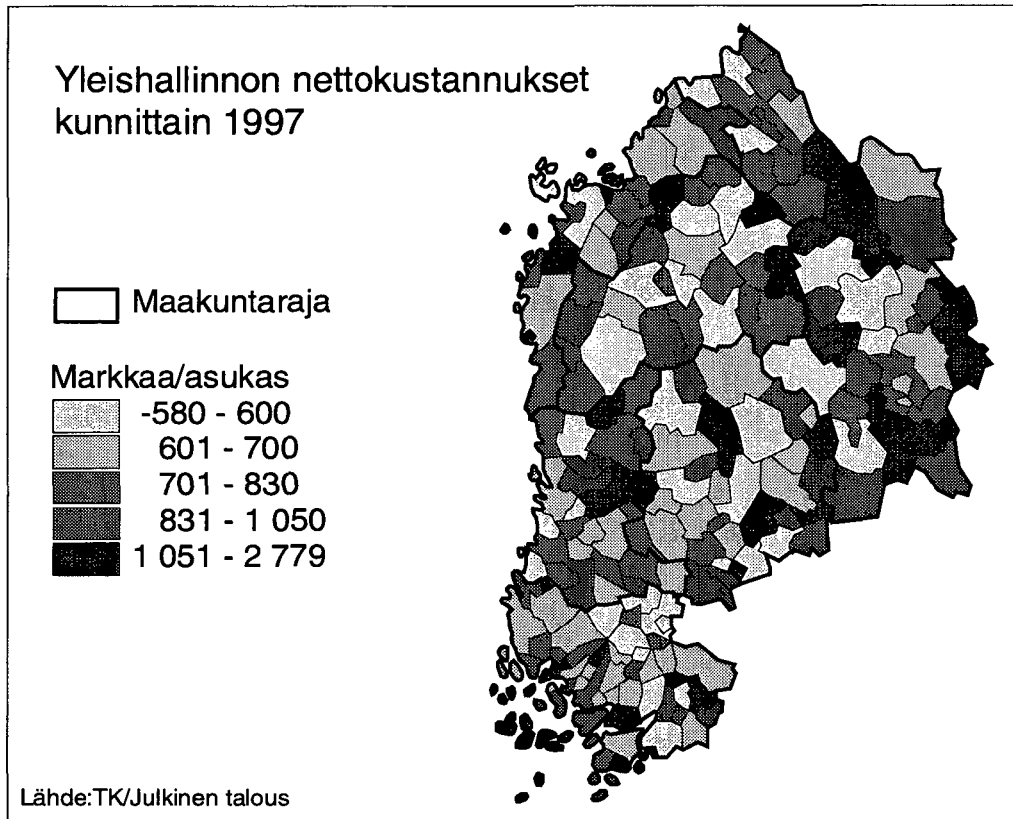 Yleishallinnon nettokustannukset
kunnittain 1997
Maakuntaraja
Markkaa/asukas
-580 - 600
601 - 700
701 - 830
831 - 1 050
1 051 - 2 779
Lähde:TK/Julkinen talous